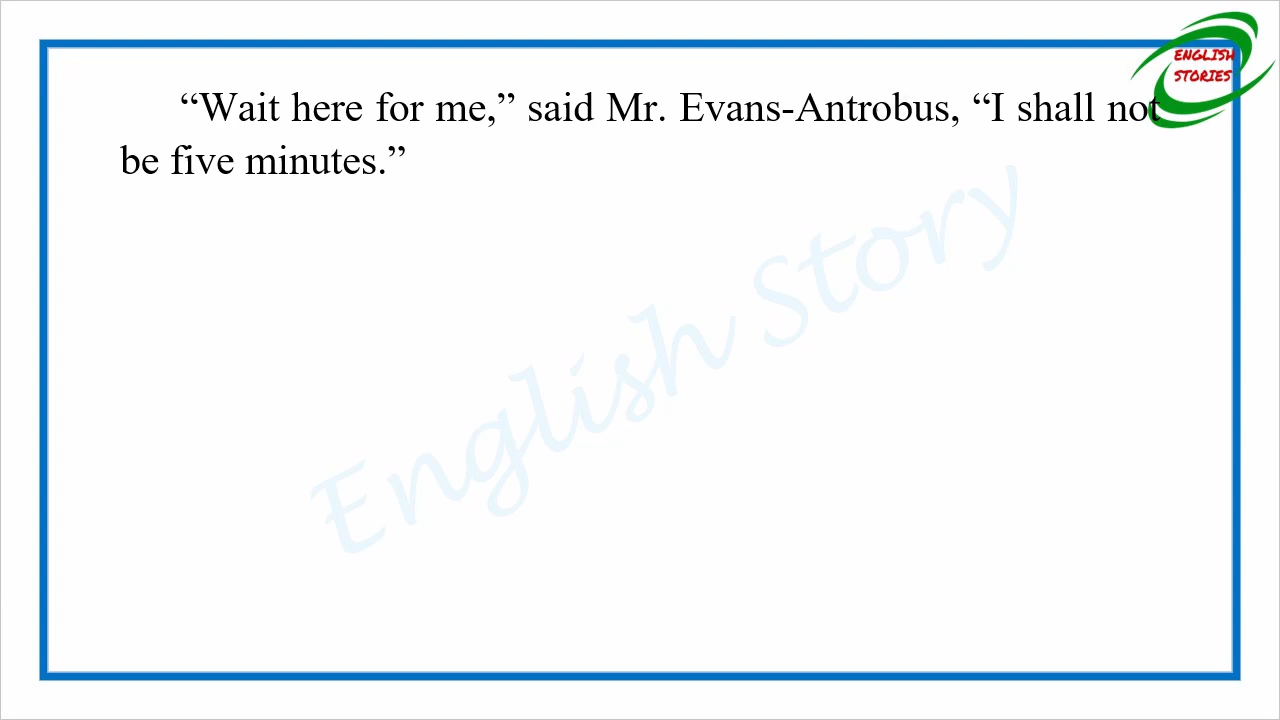 ENGLISH
STORIES
“Wait here for me,” said Mr. Evans-Antrobus, “I shall not
be five minutes.”
English Story